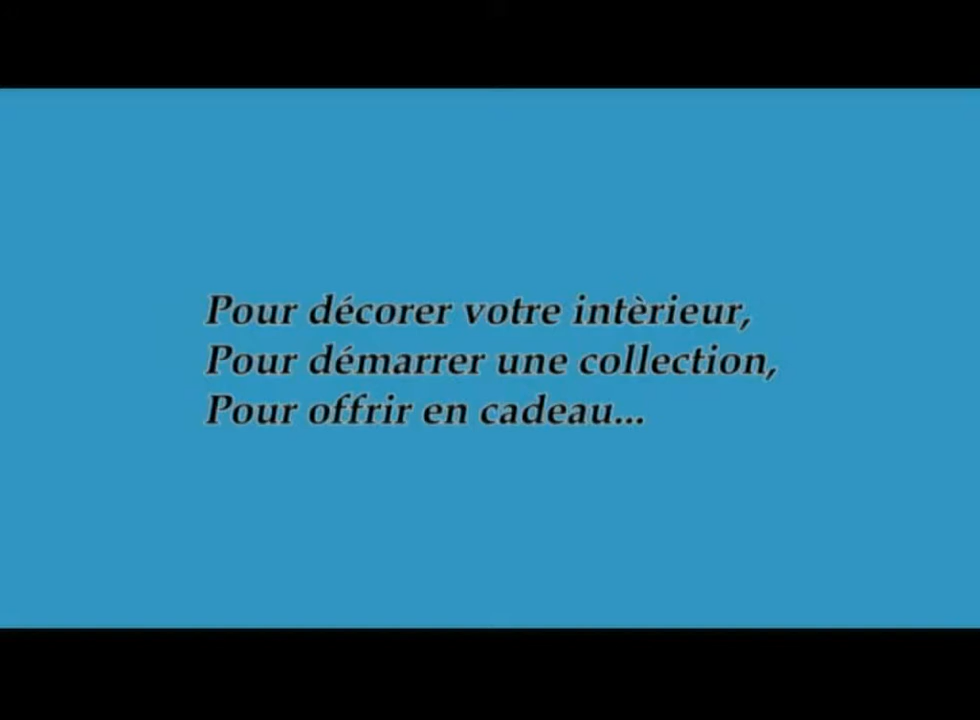 Pour décorer votre intèrieur,
Pour démarrer une collection,
Pour offrir en cadeau...